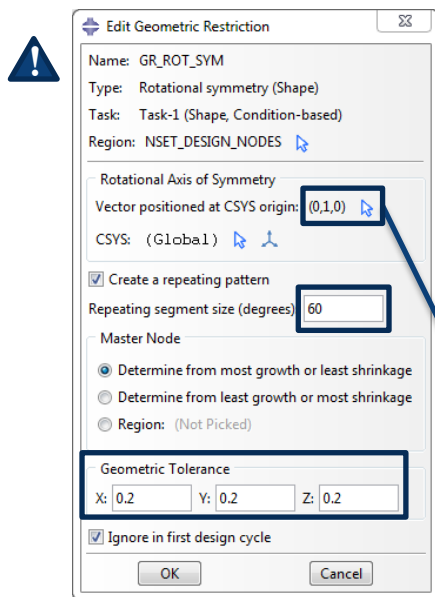 Edit Geometric Restriction
Name: GR_ROT_SYM
Type: Rotational symmetry (Shape)
Task: Task-1 (Shape, Condition-based)
Region: NSET_DESIGN_NODES
Rotational Axis of Symmetry
Vector positioned at CSYS origin: (0,1,0)
CSYS: (Global)
Create a repeating pattern
Repeating segment size (degrees) 60
Master Node
Determine from most growth or least shrinkage
Determine from least growth or most shrinkage
Region: (Not Picked)
Geometric Tolerance
X: 0.2 Y: 0.2 Z: 0.2
Ignore in first design cycle
OK Cancel